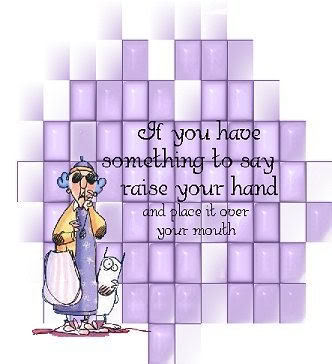 If you have
something to say
raise your hand
and place it over
your mouth